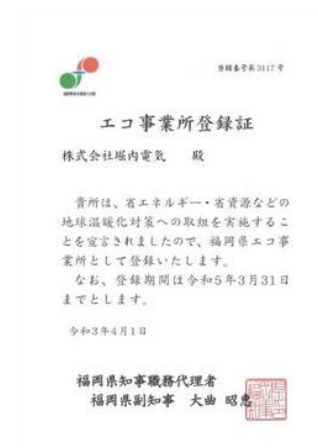 登録番号第3117号
エコ事業所登録証
株式会社堀内電気 殿
貴所は、省エネルギー・省資源などの
地球温暖化対策への取組を実施するこ
とを宣言されましたので、福岡県エコ事
業所として登録いたします。
なお、登録期間は令和5年3月31日
までとします。
令和3年4月1日
福岡県知事職務代理者
福岡県副知事 大曲 昭恵